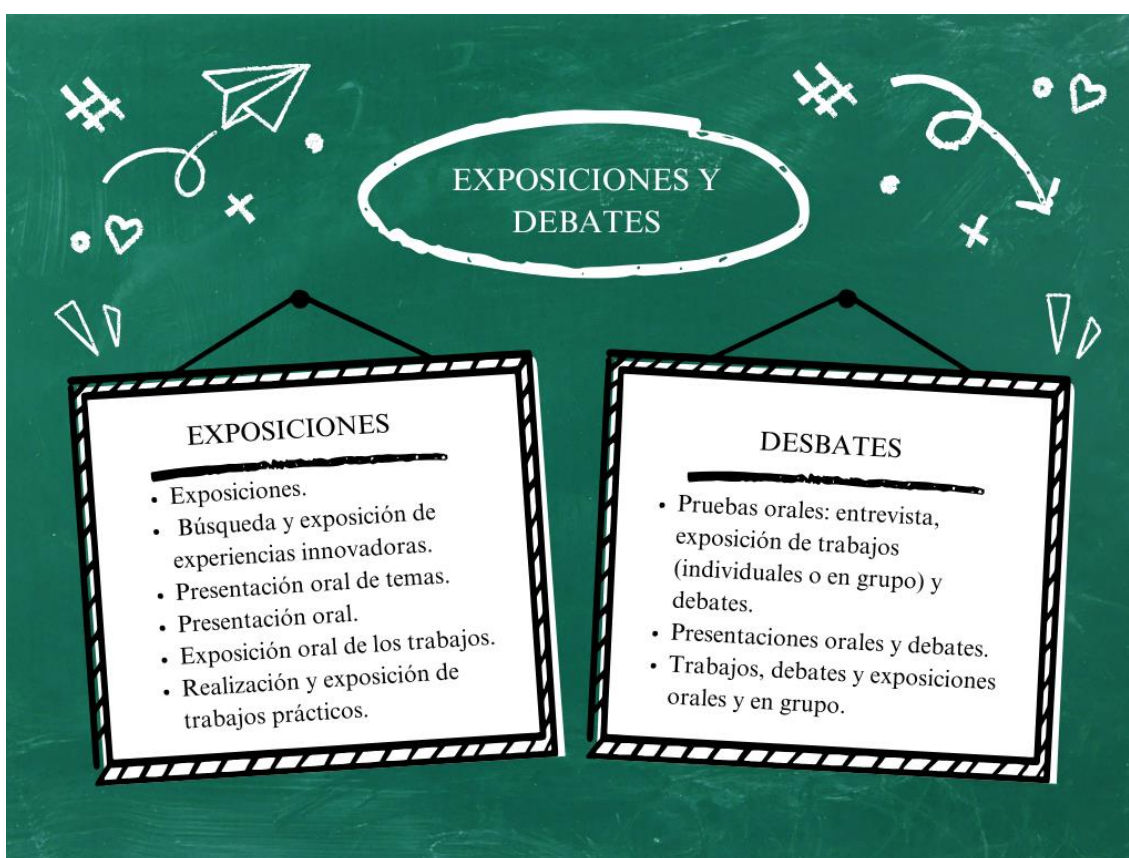 EXPOSICIONES Y
DEBATES
EXPOSICIONES
• Exposiciones.
• Búsqueda y exposición de
experiencias innovadoras.
• Presentación oral de temas.
• Presentación oral.
• Exposición oral de los trabajos.
• Realización y exposición de
trabajos prácticos.
DESBATES
• Pruebas orales: entrevista,
exposición de trabajos
(individuales o en grupo) y
debates.
• Presentaciones orales y debates.
• Trabajos, debates y exposiciones
orales y en grupo.